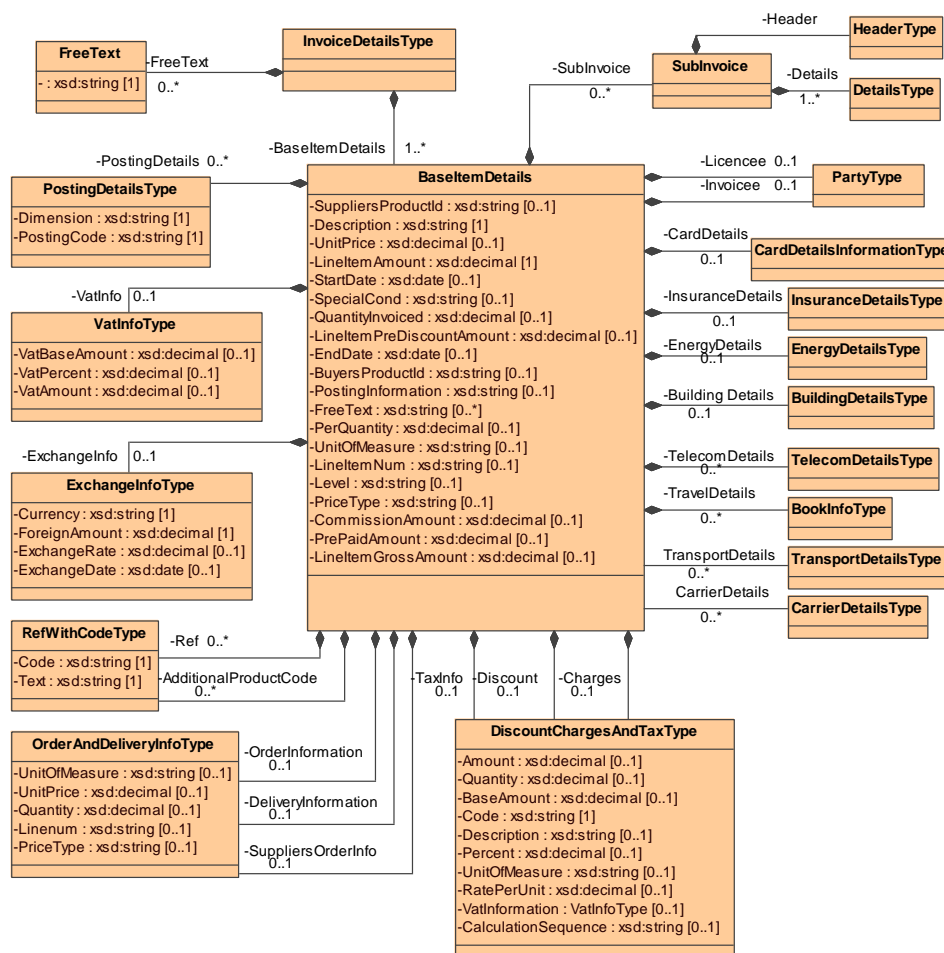 -Header
HeaderType
InvoiceDetailsType
FreeText
-FreeText
- : xsd:string [1]
0..*
-SubInvoice
SubInvoice
0..*
-Details
1..*
DetailsType
-BaseItemDetails
1..*
-PostingDetails 0..*
PostingDetailsType
-Dimension : xsd:string [1]
-PostingCode : xsd:string [1]
BaseItemDetails
-SuppliersProductId : xsd:string [0..1]
-Description : xsd:string [1]
-UnitPrice : xsd:decimal [0..1]
-LineItemAmount : xsd:decimal [1]
-StartDate : xsd:date [0..1]
-SpecialCond : xsd:string [0..1]
-QuantityInvoiced : xsd:decimal [0..1]
-LineItemPreDiscountAmount : xsd:decimal [0..1]
-EndDate : xsd:date [0..1]
-BuyersProductId : xsd:string [0..1]
-PostingInformation : xsd:string [0..1]
-FreeText : xsd:string [0..*]
-PerQuantity : xsd:decimal [0..1]
-UnitOfMeasure : xsd:string [0..1]
-LineItemNum : xsd:string [0..1]
-Level : xsd:string [0..1]
-PriceType : xsd:string [0..1]
-CommissionAmount : xsd:decimal [0..1]
-PrePaidAmount : xsd:decimal [0..1]
-LineItemGrossAmount : xsd:decimal [0..1]
-Licencee 0..1
-Invoicee 0..1
PartyType
-CardDetails
0..1
CardDetailsInformationType
-InsuranceDetails
0..1
InsuranceDetailsType
-EnergyDetails
0..1
EnergyDetailsType
-Building Details
0..1
BuildingDetailsType
-TelecomDetails
0..*
TelecomDetailsType
-TravelDetails
0..*
BookInfoType
TransportDetails
0..*
TransportDetailsType
CarrierDetails
0..*
CarrierDetailsType
-VatInfo 0..1
VatInfoType
-VatBaseAmount : xsd:decimal [0..1]
-VatPercent : xsd:decimal [0..1]
-VatAmount : xsd:decimal [0..1]
-ExchangeInfo 0..1
ExchangeInfoType
-Currency : xsd:string [1]
-ForeignAmount : xsd:decimal [1]
-ExchangeRate : xsd:decimal [0..1]
-ExchangeDate : xsd:date [0..1]
RefWithCodeType
-Code : xsd:string [1]
-Text : xsd:string [1]
-Ref 0..*
-AdditionalProductCode
0..*
-TaxInfo
0..1
-Discount
0..1
-Charges
0..1
OrderAndDeliveryInfoType
-UnitOfMeasure : xsd:string [0..1]
-UnitPrice : xsd:decimal [0..1]
-Quantity : xsd:decimal [0..1]
-Linenum : xsd:string [0..1]
-PriceType : xsd:string [0..1]
-OrderInformation
0..1
-DeliveryInformation
0..1
-SuppliersOrderInfo
0..1
DiscountChargesAndTaxType
-Amount : xsd:decimal [0..1]
-Quantity : xsd:decimal [0..1]
-BaseAmount : xsd:decimal [0..1]
-Code : xsd:string [1]
-Description : xsd:string [0..1]
-Percent : xsd:decimal [0..1]
-UnitOfMeasure : xsd:string [0..1]
-RatePerUnit : xsd:decimal [0..1]
-VatInformation : VatInfoType [0..1]
-CalculationSequence : xsd:string [0..1]